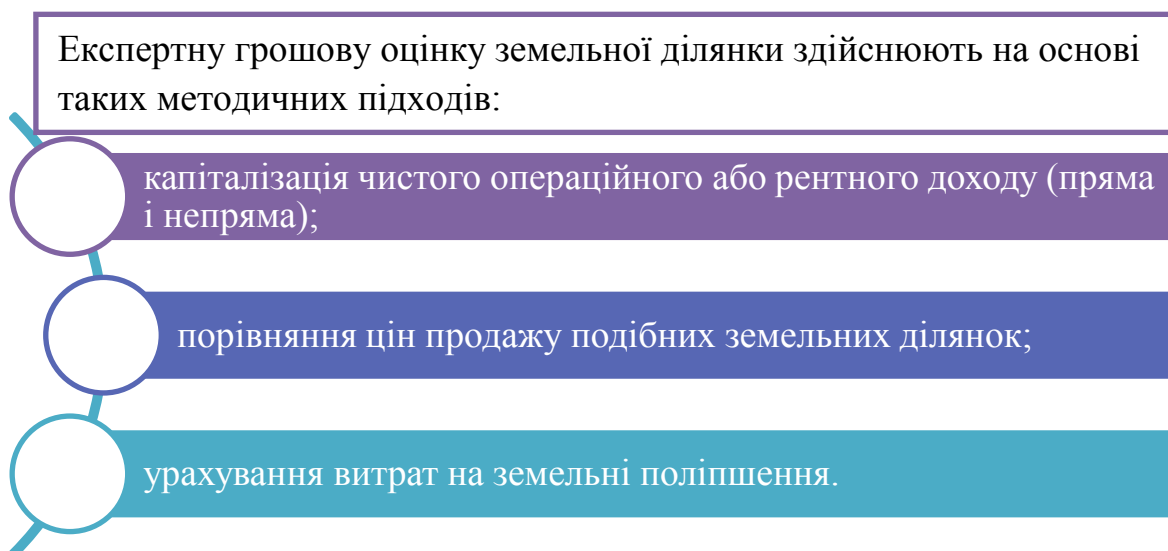 Експертну грошову оцінку земельної ділянки здійснюють на основі
таких методичних підходів:
капіталізація чистого операційного або рентного доходу (пряма
і непряма);
порівняння цін продажу подібних земельних ділянок;
урахування витрат на земельні поліпшення.